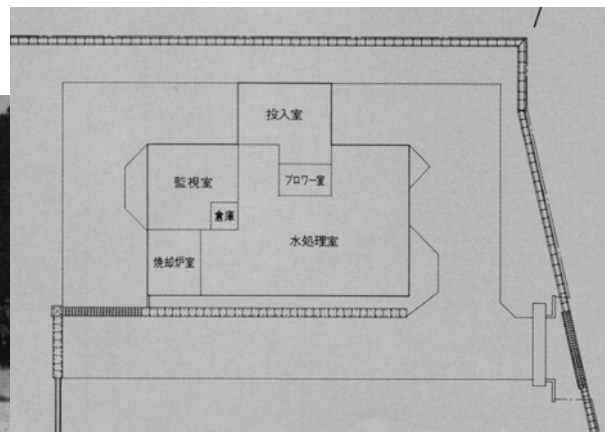 投入室
監視室
ブロワー室
倉庫
水処理室
焼却炉室